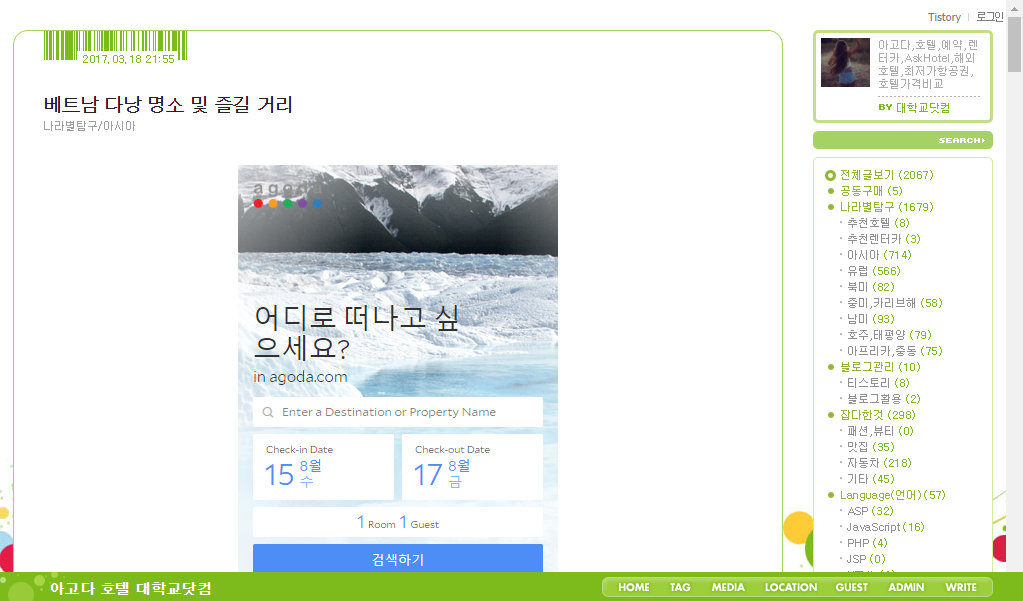 Tistory | 로그인
2017, 03, 18 21:55
베트남 다낭 명소 및 즐길 거리
나라별탐구/아시아
agoda
어디로 떠나고 싶
으세요?
in agoda.com
Enter a Destination or Property Name
Check-in Date
15 8월 수
Check-out Date
17 8월 금
1 Room 1 Guest
검색하기
아고다,호텔,예약,렌
터카,AskHotel,해외
호텔,최저가항공권,
호텔가격비교
BY 대학교닷컴
SEARCH
전체글보기 (2067)
공동구매 (5)
나라별탐구 (1679)
추천호텔 (8)
추천렌터카 (3)
아시아 (714)
유럽 (566)
북미 (82)
중미,카리브해 (58)
남미 (93)
호주,태평양 (79)
아프리카,중동 (75)
블로그관리 (10)
티스토리 (8)
블로그활용 (2)
잡다한것 (298)
패션,뷰티 (0)
맛집 (35)
자동차 (218)
기타 (45)
Language(언어) (57)
ASP (32)
JavaScript (16)
PHP (4)
JSP (0)
아고다 호텔 대학교닷컴
HOME TAG MEDIA LOCATION GUEST ADMIN WRITE